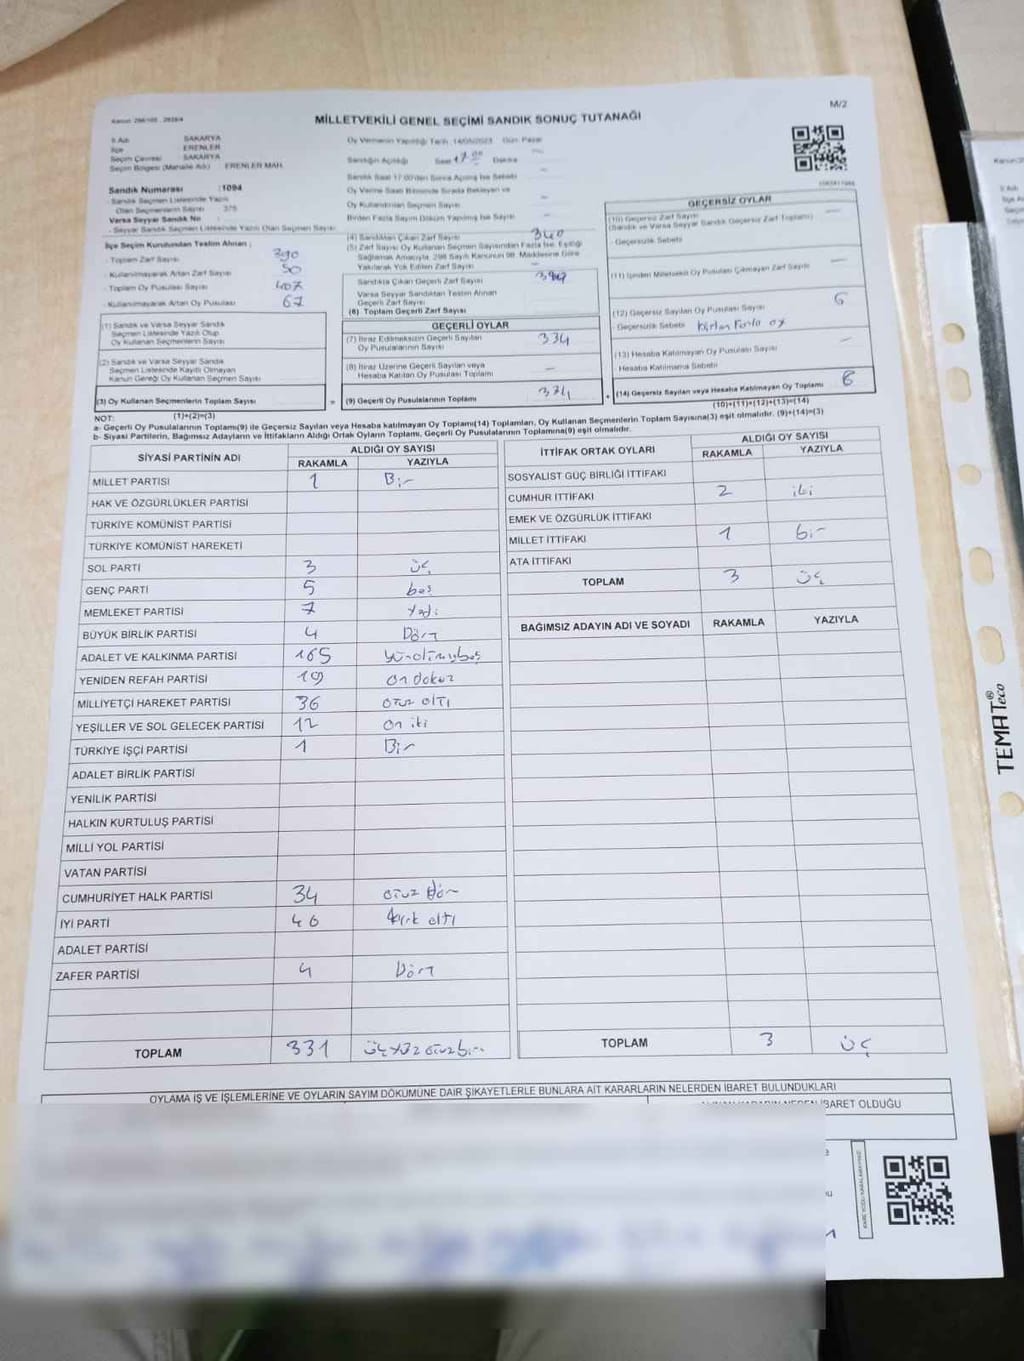 M/2
MİLLETVEKİLİ GENEL SEÇİMİ SANDIK SONUÇ TUTANAĞI
İl Adı SAKARYA
İlçe ERENLER
Seçim Çevresi SAKARYA
Seçim Bölgesi (Mahalle Adı) ERENLER MAH.
Sandık Numarası :1094
- Sandık Seçmen Listesinde Yazılı
Olan Seçmenlerin Sayısı 375
Varsa Seyyar Sandık No
- Seyyar Sandık Seçmen Listesinde Yazılı Olan Seçmen Sayısı
İlçe Seçim Kurulundan Teslim Alınan ;
- Toplam Zarf Sayısı 390
- Kullanılmayarak Artan Zarf Sayısı 50
- Toplam Oy Pusulası 407
- Kullanılmayarak Artan Oy Pusulası 67
(1) Sandık ve Varsa Seyyar Sandık
Seçmen Listesinde Yazılı Olup
Oy Kullanan Seçmen Sayısı
(2) Sandık ve Varsa Seyyar Sandık
Seçmen Listesinde Kayıtlı Olmayan
Kanun Gereği Oy Kullanan Seçmen Sayısı
(3) Oy Kullanan Seçmenlerin Toplam Sayısı
(1)+(2)=(3)
Oy Vermenin Yapıldığı Tarih 14/05/2023 Gün Pazar
Sandığın Açıldığı Saat 17.00 Dakika
Sandık Saat 17:00'den Sonra Açılmış İse Sebebi
Oy Verme Saati Bitiminde Sırada Bekleyen ve
Oy Kullandırılan Seçmen Sayısı
Birden Fazla Sayım Döküm Yapılmış İse Sayısı
(4) Sandıktan Çıkan Zarf Sayısı 340
(5) Zarf Sayısı Oy Kullanan Seçmen Sayısından Fazla İse, Eşitliği
Sağlamak Amacıyla, 298 Sayılı Kanunun 98. Maddesine Göre
Yakılarak Yok Edilen Zarf Sayısı
Sandıkta Çıkan Geçerli Zarf Sayısı
Varsa Seyyar Sandıktan Teslim Alınan
Geçerli Zarf Sayısı
(6) Toplam Geçerli Zarf Sayısı
GEÇERLİ OYLAR
(7) İtiraz Edilmeksizin Geçerli Sayılan
Oy Pusulalarının Sayısı 334
(8) İtiraz Üzerine Geçerli Sayılan veya
Hesaba Katılan Oy Pusulası Toplamı
= (9) Geçerli Oy Pusulalarının Toplamı 334
GEÇERSİZ OYLAR
(10) Geçersiz Zarf Sayısı
(Sandık ve Varsa Seyyar Sandık Geçersiz Zarf Toplamı)
- Geçersizlik Sebebi
(11) İçinden Milletvekili Oy Pusulası Çıkmayan Zarf Sayısı
(12) Geçersiz Sayılan Oy Pusulası Sayısı 6
Geçersizlik Sebebi Birden Fazla oy
(13) Hesaba Katılmayan Oy Pusulası Sayısı
Hesaba Katılmama Sebebi
+ (14) Geçersiz Sayılan veya Hesaba Katılmayan Oy Toplamı 6
(10)+(11)+(12)+(13)=(14)
NOT:
a- Geçerli Oy Pusulalarının Toplamı(9) ile Geçersiz Sayılan veya Hesaba Katılmayan Oy Toplamı(14) Toplamları, Oy Kullanan Seçmenlerin Toplam Sayısına(3) eşit olmalıdır. (9)+(14)=(3)
b- Siyasi Partilerin, Bağımsız Adayların ve İttifakların Aldığı Ortak Oyların Toplamı, Geçerli Oy Pusulalarının Toplamına(9) eşit olmalıdır.
SİYASİ PARTİNİN ADI ALDIĞI OY SAYISI
RAKAMLA YAZIYLA
MİLLET PARTİSİ 1 Bir
HAK VE ÖZGÜRLÜKLER PARTİSİ
TÜRKİYE KOMÜNİST PARTİSİ
TÜRKİYE KOMÜNİST HAREKETİ
SOL PARTİ 3 üç
GENÇ PARTİ 5 beş
MEMLEKET PARTİSİ 7 Yedi
BÜYÜK BİRLİK PARTİSİ 4 Dört
ADALET VE KALKINMA PARTİSİ 165
YENİDEN REFAH PARTİSİ 19 on dokuz
MİLLİYETÇİ HAREKET PARTİSİ 36 otuz altı
YEŞİLLER VE SOL GELECEK PARTİSİ 12 on iki
TÜRKİYE İŞÇİ PARTİSİ 1 Bir
ADALET BİRLİK PARTİSİ
YENİLİK PARTİSİ
HALKIN KURTULUŞ PARTİSİ
MİLLİ YOL PARTİSİ
VATAN PARTİSİ
CUMHURİYET HALK PARTİSİ 34 otuz dör
İYİ PARTİ 46 kırk altı
ADALET PARTİSİ
ZAFER PARTİSİ 4 Dört
TOPLAM 331 üçyüz otuzbir
İTTİFAK ORTAK OYLARI ALDIĞI OY SAYISI
RAKAMLA YAZIYLA
SOSYALİST GÜÇ BİRLİĞİ İTTİFAKI
CUMHUR İTTİFAKI 2 iki
EMEK VE ÖZGÜRLÜK İTTİFAKI
MİLLET İTTİFAKI 1 bir
ATA İTTİFAKI
TOPLAM 3 üç
BAĞIMSIZ ADAYIN ADI VE SOYADI RAKAMLA YAZIYLA
TOPLAM 3 üç
OYLAMA İŞ VE İŞLEMLERİNE VE OYLARIN SAYIM DÖKÜMÜNE DAİR ŞİKAYETLERLE BUNLARA AİT KARARLARIN NELERDEN İBARET BULUNDUKLARI
İBARET OLDUĞU
TEMATeco®